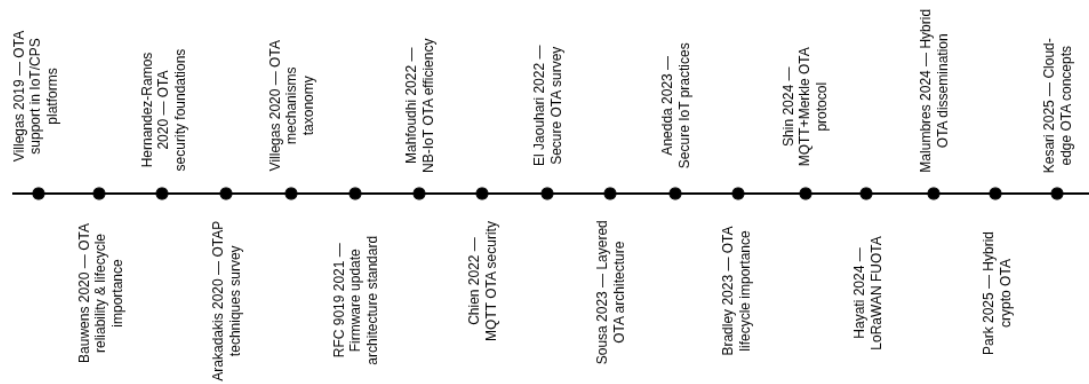 Villegas 2019 — OTA
support in IoT/CPS
platforms
Bauwens 2020 — OTA
reliability & lifecycle
importance
Hernandez-Ramos
2020 — OTA
security foundations
Arakadakis 2020 — OTAP
techniques survey
Villegas 2020 — OTA
mechanisms
taxonomy
RFC 9019 2021 —
Firmware update
architecture standard
Mahfoudhi 2022 —
NB-IoT OTA efficiency
Chien 2022 —
MQTT OTA security
El Jaouhari 2022 —
Secure OTA survey
Sousa 2023 — Layered
OTA architecture
Anedda 2023 —
Secure IoT practices
Bradley 2023 — OTA
lifecycle importance
Shin 2024 —
MQTT+Merkle OTA
protocol
Hayati 2024 —
LoRaWAN FUOTA
Malumbres 2024 — Hybrid
OTA dissemination
Park 2025 — Hybrid
crypto OTA
Kesari 2025 — Cloud-
edge OTA concepts